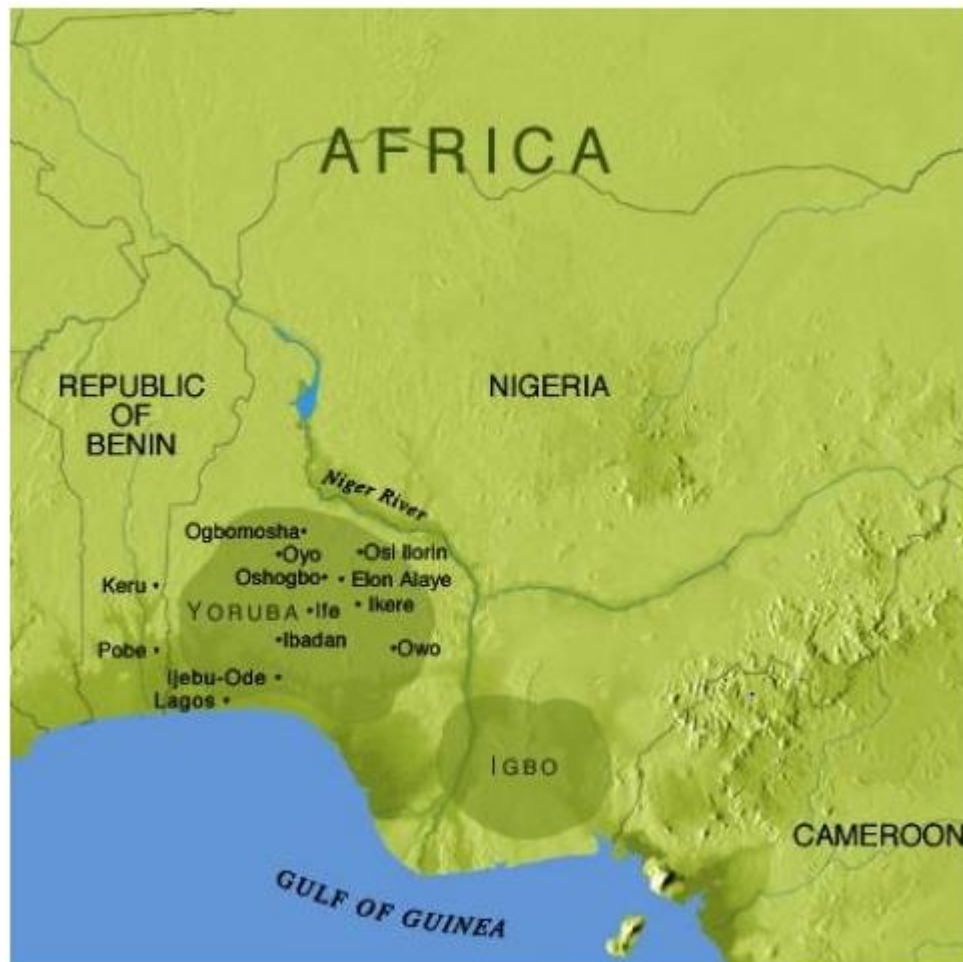 AFRICA
REPUBLIC
OF
BENIN
NIGERIA
Niger River
Ogbomosha
Oyo
Osi Ilorin
Oshogbo
Elon Alaye
Keru
YORUBA
Ife
Ikere
Ibadan
Pobe
Owo
Ijebu-Ode
Lagos
IGBO
CAMEROON
GULF OF GUINEA